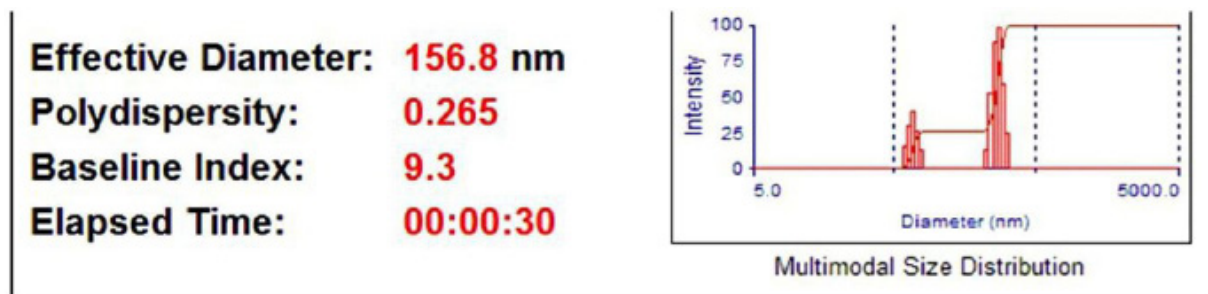 Effective Diameter: 156.8 nm
Polydispersity: 0.265
Baseline Index: 9.3
Elapsed Time: 00:00:30
100
75
50
25
0
Intensity
5.0 5000.0
Diameter (nm)
Multimodal Size Distribution